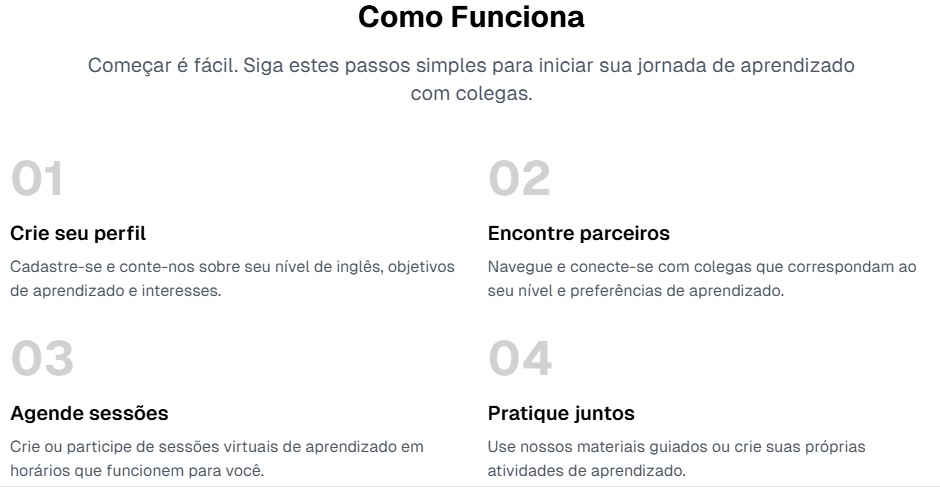 Como Funciona
Começar é fácil. Siga estes passos simples para iniciar sua jornada de aprendizado
com colegas.
01
Crie seu perfil
Cadastre-se e conte-nos sobre seu nível de inglês, objetivos
de aprendizado e interesses.
02
Encontre parceiros
Navegue e conecte-se com colegas que correspondam ao
seu nível e preferências de aprendizado.
03
Agende sessões
Crie ou participe de sessões virtuais de aprendizado em
horários que funcionem para você.
04
Pratique juntos
Use nossos materiais guiados ou crie suas próprias
atividades de aprendizado.